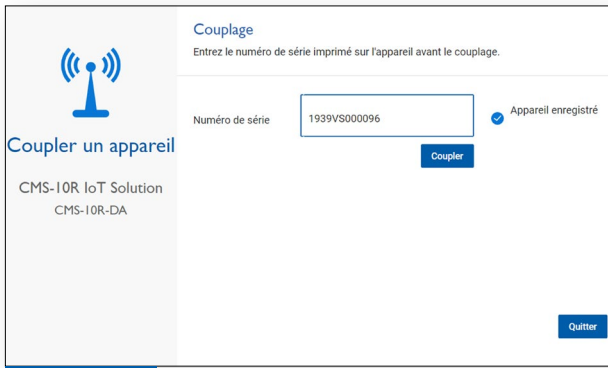 Couplage
Entrez le numéro de série imprimé sur l'appareil avant le couplage.
Coupler un appareil
CMS-10R IoT Solution
CMS-10R-DA
Numéro de série
1939VS000096
Appareil enregistré
Coupler
Quitter